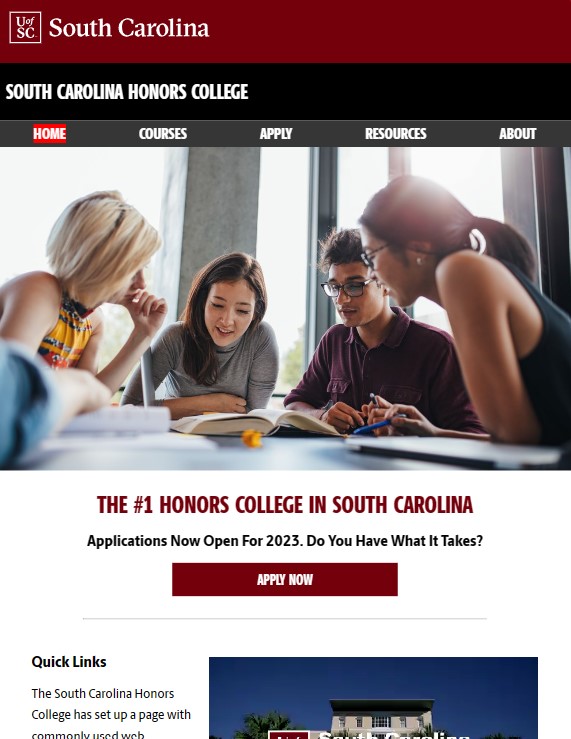 UofSC South Carolina
SOUTH CAROLINA HONORS COLLEGE
HOME COURSES APPLY RESOURCES ABOUT
THE #1 HONORS COLLEGE IN SOUTH CAROLINA
Applications Now Open For 2023. Do You Have What It Takes?
APPLY NOW
Quick Links
The South Carolina Honors
College has set up a page with
commonly used web
South Carolina